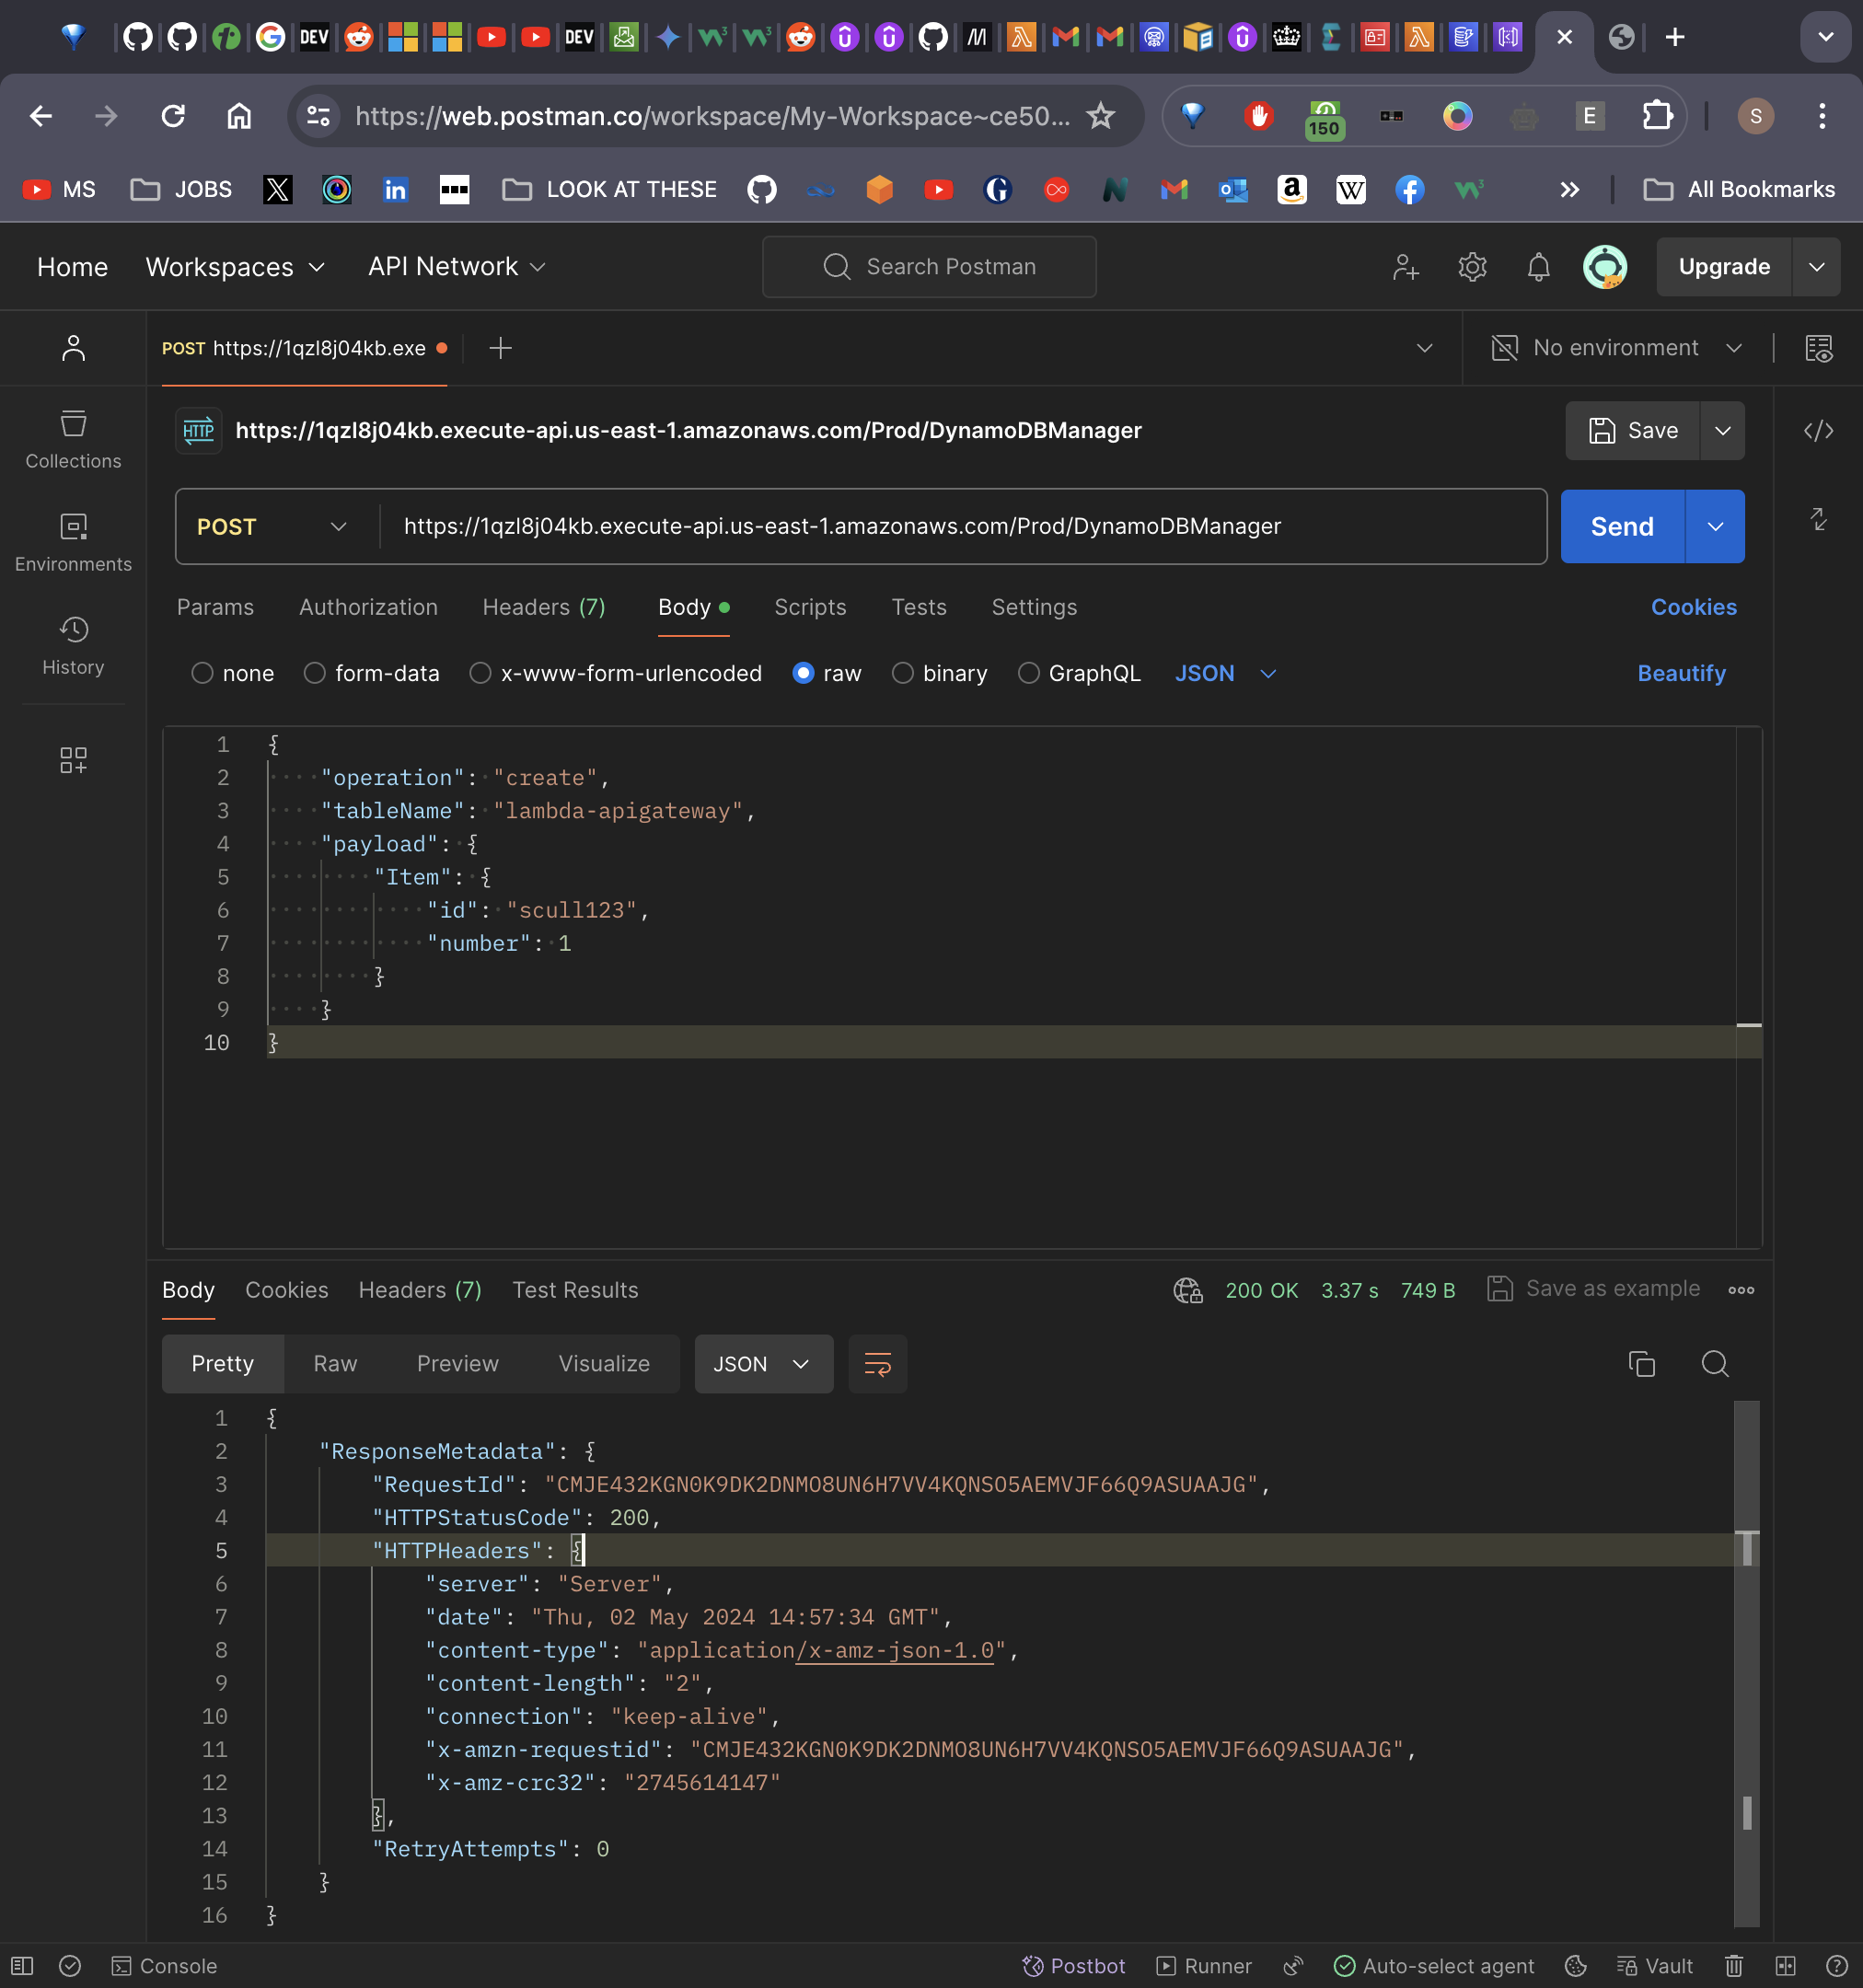 DEV
DEV
https://web.postman.co/workspace/My-Workspace~ce50...
150
E
S
MS
JOBS
LOOK AT THESE
All Bookmarks
Home
Workspaces
API Network
Search Postman
Upgrade
POST https://1qzl8j04kb.exe
No environment
Collections
Environments
History
HTTP
https://1qzl8j04kb.execute-api.us-east-1.amazonaws.com/Prod/DynamoDBManager
Save
POST
https://1qzl8j04kb.execute-api.us-east-1.amazonaws.com/Prod/DynamoDBManager
Send
Params Authorization Headers (7) Body Scripts Tests Settings Cookies
none form-data x-www-form-urlencoded raw binary GraphQL JSON Beautify
1 {
2 "operation": "create",
3 "tableName": "lambda-apigateway",
4 "payload": {
5 "Item": {
6 "id": "scull123",
7 "number": 1
8 }
9 }
10 }
Body Cookies Headers (7) Test Results 200 OK 3.37 s 749 B Save as example
Pretty Raw Preview Visualize JSON
1 {
2 "ResponseMetadata": {
3 "RequestId": "CMJE432KGN0K9DK2DNMO8UN6H7VV4KQNSO5AEMVJF66Q9ASUAAJG",
4 "HTTPStatusCode": 200,
5 "HTTPHeaders": {
6 "server": "Server",
7 "date": "Thu, 02 May 2024 14:57:34 GMT",
8 "content-type": "application/x-amz-json-1.0",
9 "content-length": "2",
10 "connection": "keep-alive",
11 "x-amzn-requestid": "CMJE432KGN0K9DK2DNMO8UN6H7VV4KQNSO5AEMVJF66Q9ASUAAJG",
12 "x-amz-crc32": "2745614147"
13 },
14 "RetryAttempts": 0
15 }
16 }
Console
Postbot Runner Auto-select agent Vault